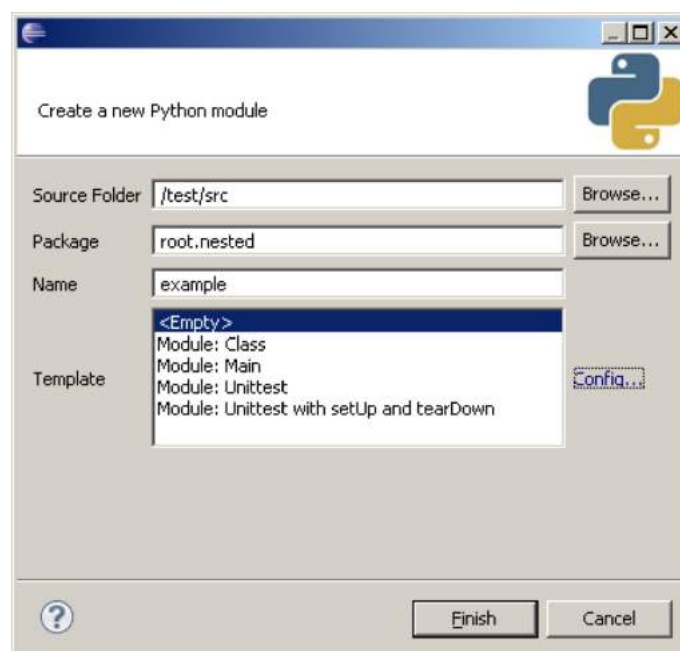 Create a new Python module
Source Folder /test/src Browse...
Package root.nested Browse...
Name example
<Empty>
Module: Class
Module: Main
Template Module: Unittest Config...
Module: Unittest with setUp and tearDown
? Finish Cancel